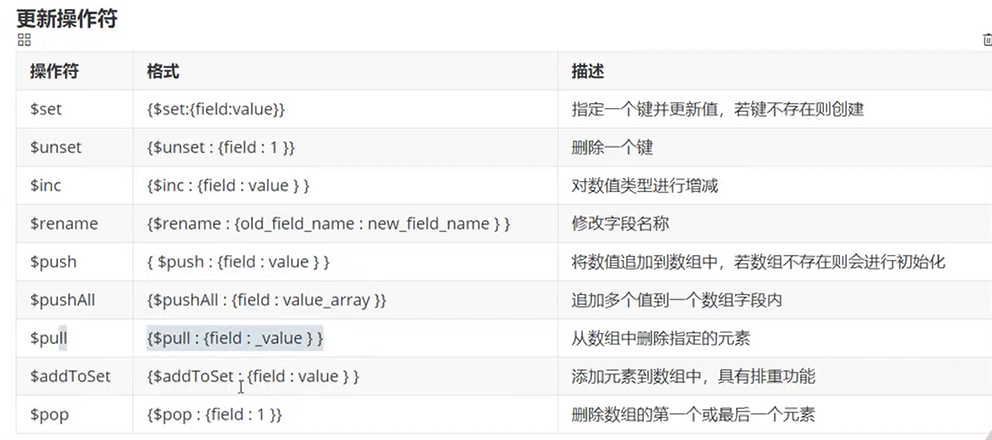 更新操作符
操作符 格式 描述
$set {$set:{field:value}} 指定一个键并更新值，若键不存在则创建
$unset {$unset : {field : 1 }} 删除一个键
$inc {$inc : {field : value } } 对数值类型进行增减
$rename {$rename : {old_field_name : new_field_name } } 修改字段名称
$push { $push : {field : value } } 将数值追加到数组中，若数组不存在则会进行初始化
$pushAll {$pushAll : {field : value_array }} 追加多个值到一个数组字段内
$pull {$pull : {field : _value } } 从数组中删除指定的元素
$addToSet {$addToSet : {field : value } } 添加元素到数组中，具有排重功能
$pop {$pop : {field : 1 }} 删除数组的第一个或最后一个元素